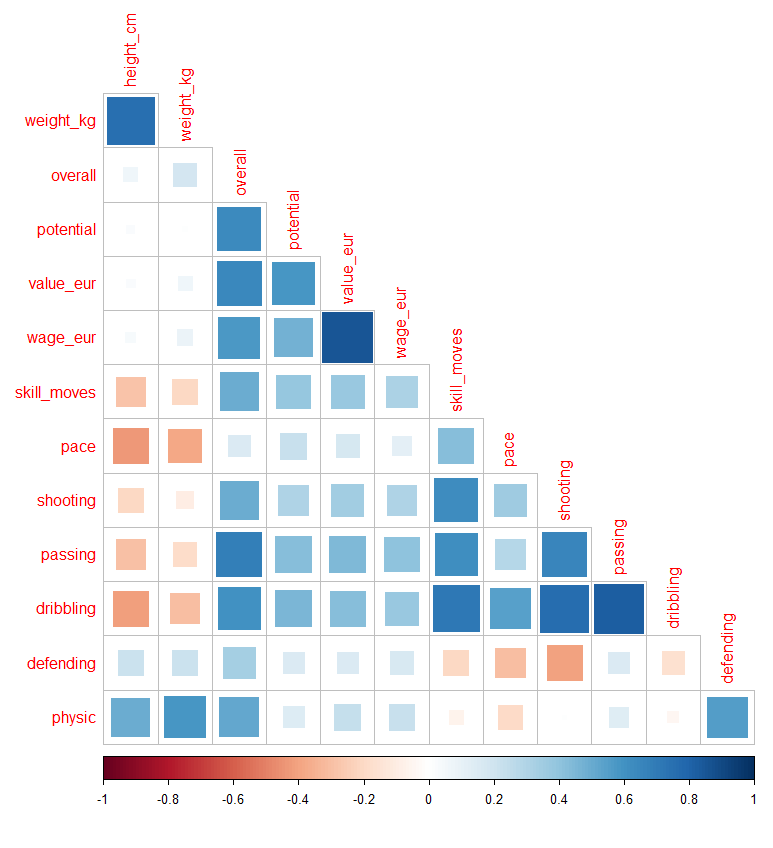 height_cm
weight_kg
overall
potential
value_eur
wage_eur
skill_moves
pace
shooting
passing
dribbling
defending
weight_kg
overall
potential
value_eur
wage_eur
skill_moves
pace
shooting
passing
dribbling
defending
physic
-1 -0.8 -0.6 -0.4 -0.2 0 0.2 0.4 0.6 0.8 1